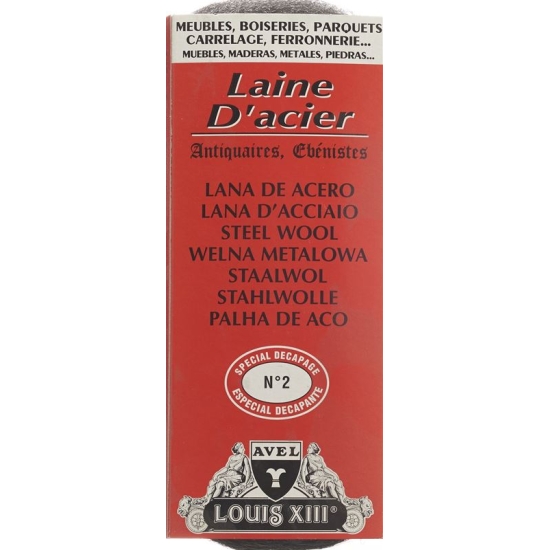 MEUBLES, BOISERIES, PARQUETS
CARRELAGE, FERRONNERIE...
MUEBLES, MADERAS, METALES, PIEDRAS...
Laine
D'acier
Antiquaires, Ebénistes
LANA DE ACERO
LANA D'ACCIAIO
STEEL WOOL
WELNA METALOWA
STAALWOL
STAHLWOLLE
PALHA DE ACO
SPECIAL DECAPAGE
N°2
ESPECIAL DECAPANTE
AVEL
LOUIS XIII®